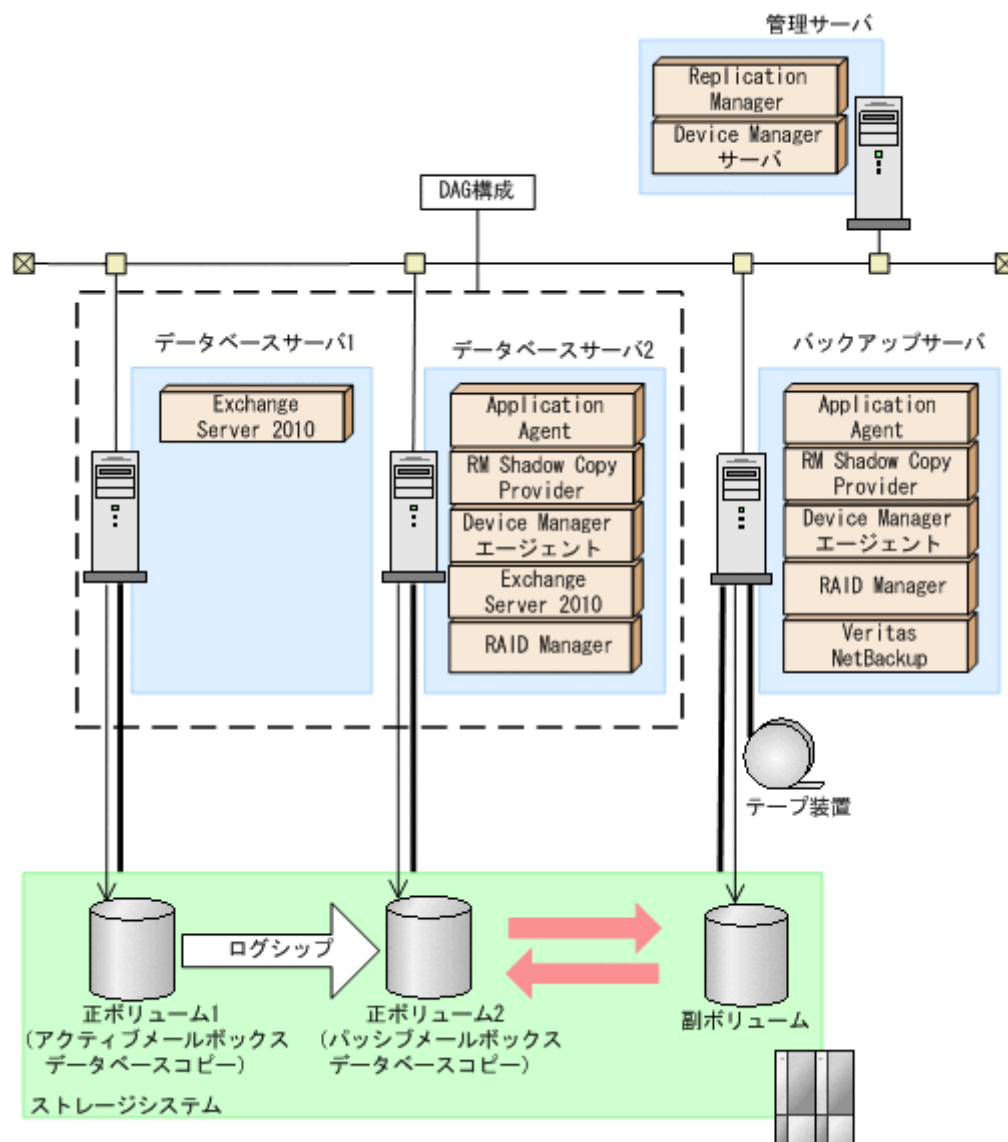 管理サーバ
Replication
Manager
Device Manager
サーバ
DAG構成
データベースサーバ1
Exchange
Server 2010
データベースサーバ2
Application
Agent
RM Shadow Copy
Provider
Device Manager
エージェント
Exchange
Server 2010
RAID Manager
バックアップサーバ
Application
Agent
RM Shadow Copy
Provider
Device Manager
エージェント
RAID Manager
Veritas
NetBackup
テープ装置
ログシップ
正ボリューム1
(アクティブメールボックス
データベースコピー)
正ボリューム2
(パッシブメールボックス
データベースコピー)
副ボリューム
ストレージシステム